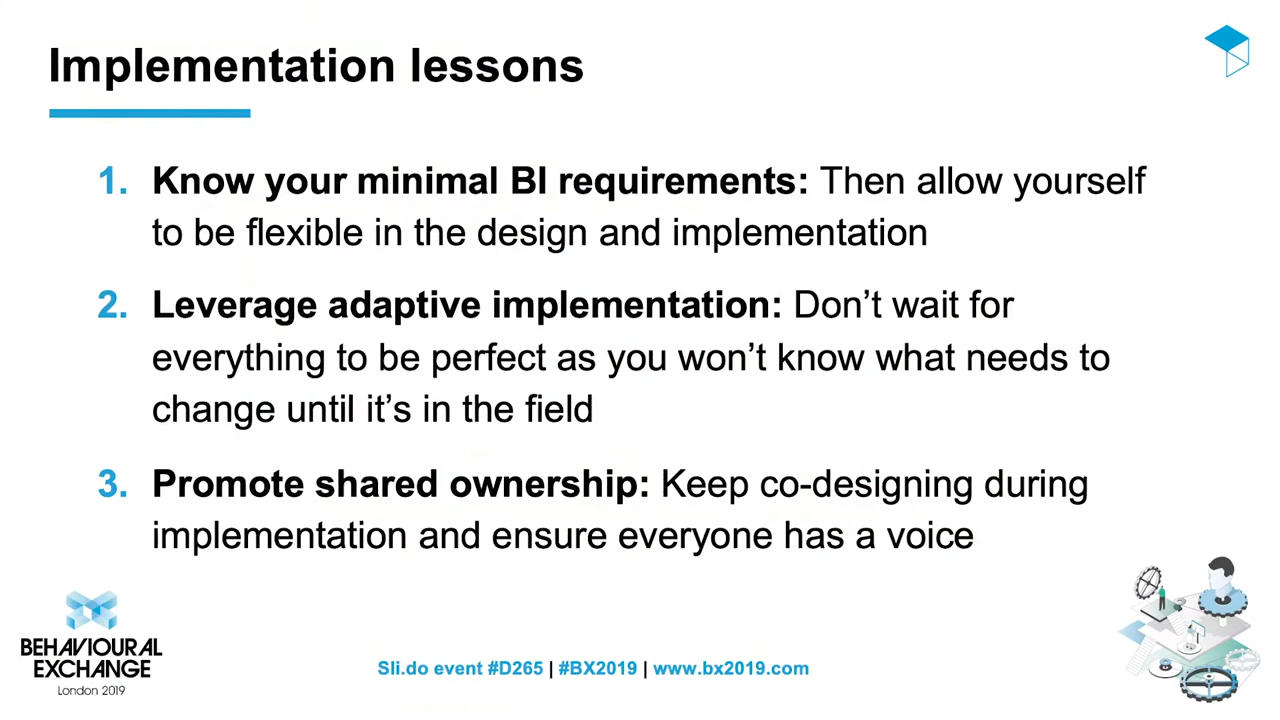 Implementation lessons
1. Know your minimal BI requirements: Then allow yourself
to be flexible in the design and implementation
2. Leverage adaptive implementation: Don’t wait for
everything to be perfect as you won’t know what needs to
change until it’s in the field
3. Promote shared ownership: Keep co-designing during
implementation and ensure everyone has a voice
BEHAVIOURAL
EXCHANGE
London 2019
Sli.do event #D265 | #BX2019 | www.bx2019.com